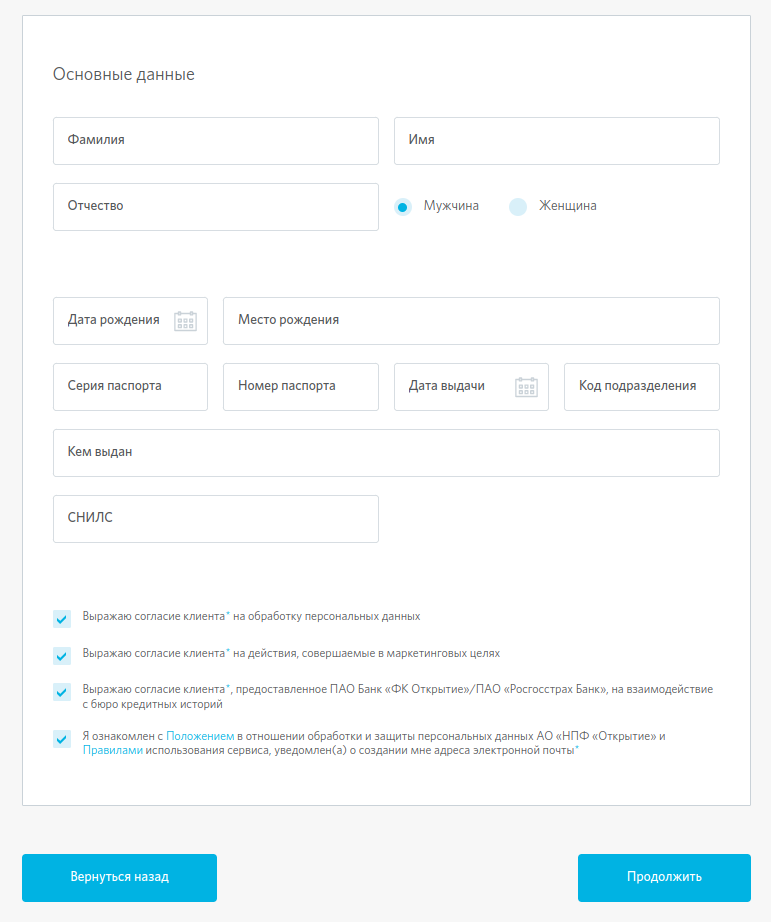 Основные данные
Фамилия
Имя
Отчество
Мужчина
Женщина
Дата рождения
Место рождения
Серия паспорта
Номер паспорта
Дата выдачи
Код подразделения
Кем выдан
СНИЛС
Выражаю согласие клиента* на обработку персональных данных
Выражаю согласие клиента* на действия, совершаемые в маркетинговых целях
Выражаю согласие клиента*, предоставленное ПАО Банк «ФК Открытие»/ПАО «Росгосстрах Банк», на взаимодействие
с бюро кредитных историй
Я ознакомлен с Положением в отношении обработки и защиты персональных данных АО «НПФ «Открытие» и
Правилами использования сервиса, уведомлен(а) о создании мне адреса электронной почты*
Вернуться назад
Продолжить